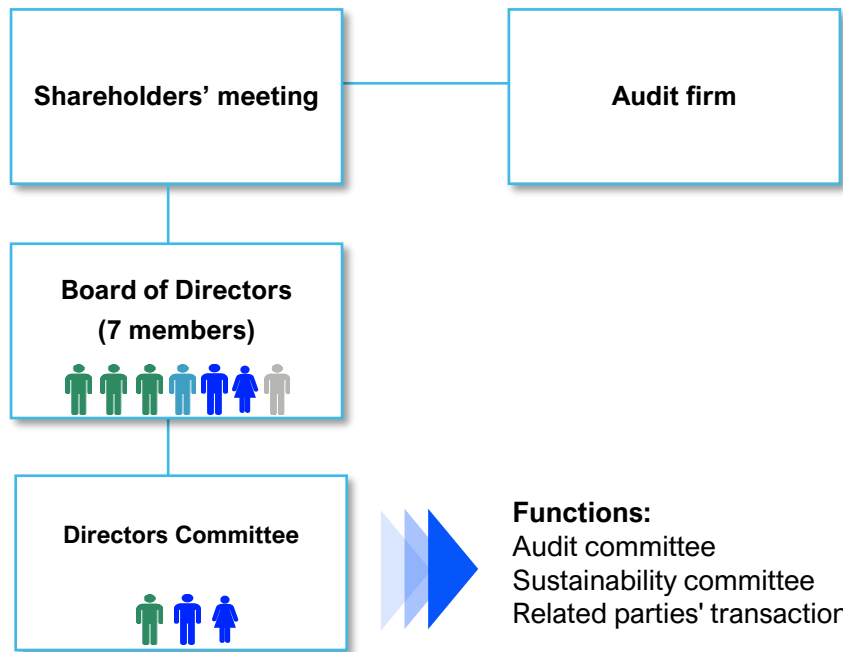 Shareholders’ meeting
Audit firm
Board of Directors
(7 members)
Directors Committee
Functions:
Audit committee
Sustainability committee
Related parties' transaction